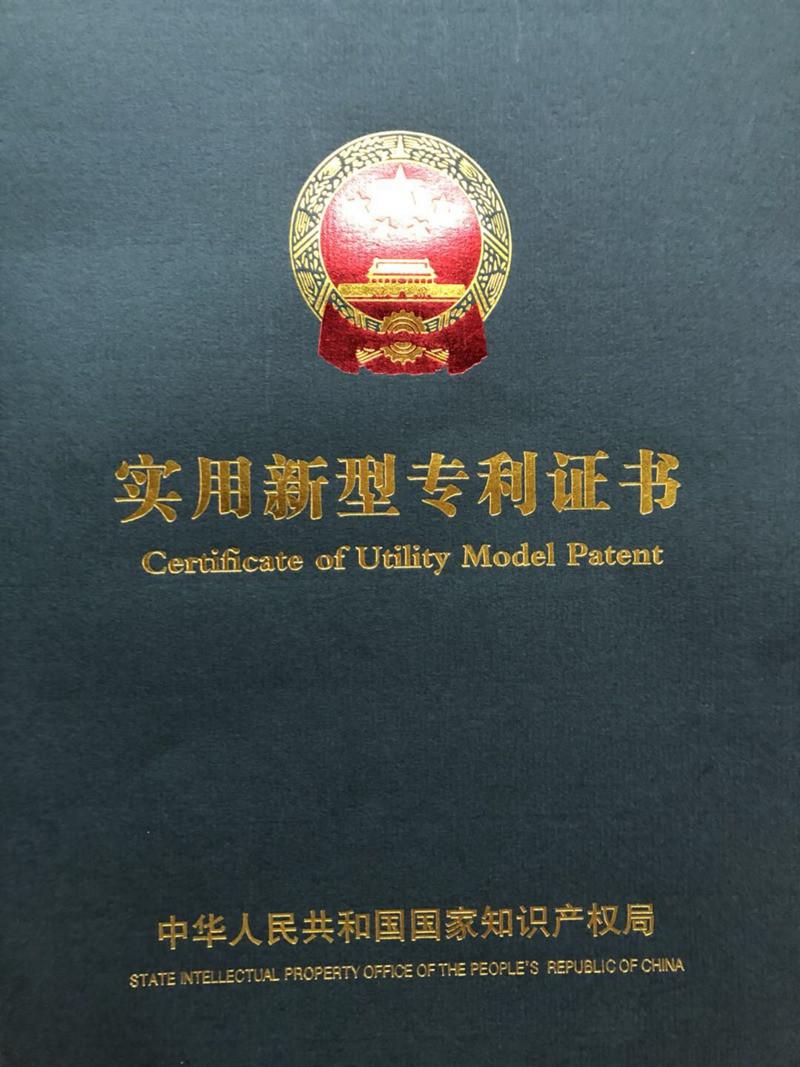 实用新型专利证书
Certificate of Utility Model Patent
中华人民共和国国家知识产权局
STATE INTELLECTUAL PROPERTY OFFICE OF THE PEOPLE'S REPUBLIC OF CHINA